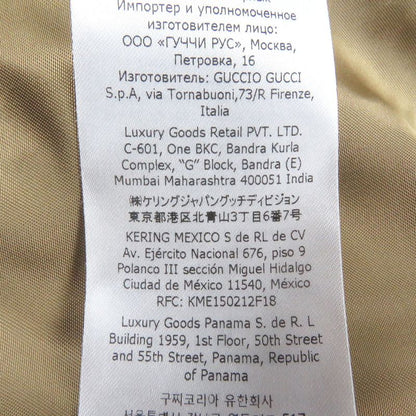 Импортер и уполномоченное
изготовителем лицо:
ООО «ГУЧЧИ РУС», Москва,
Петровка, 16
Изготовитель: GUCCIO GUCCI
S.p.A, via Tornabuoni,73/R Firenze,
Italia
Luxury Goods Retail PVT. LTD.
C-601, One BKC, Bandra Kurla
Complex, “G” Block, Bandra (E)
Mumbai Maharashtra 400051 India
㈱ケリングジャパングッチディビジョン
東京都港区北青山3丁目6番7号
KERING MEXICO S de RL de CV
Av. Ejército Nacional 676, piso 9
Polanco III sección Miguel Hidalgo
Ciudad de México 11540, México
RFC: KME150212F18
Luxury Goods Panama S. de R. L
Building 1959, 1st Floor, 50th Street
and 55th Street, Panama, Republic
of Panama
구찌코리아 유한회사